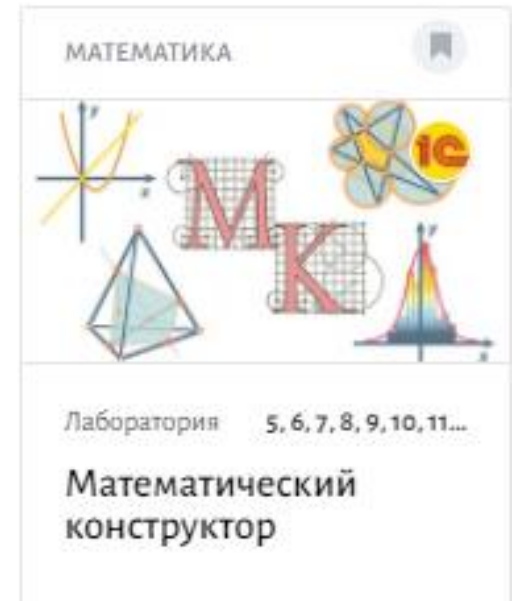 МАТЕМАТИКА
y
x
МК
1С
y
x
Лаборатория 5, 6, 7, 8, 9, 10, 11...
Математический
конструктор